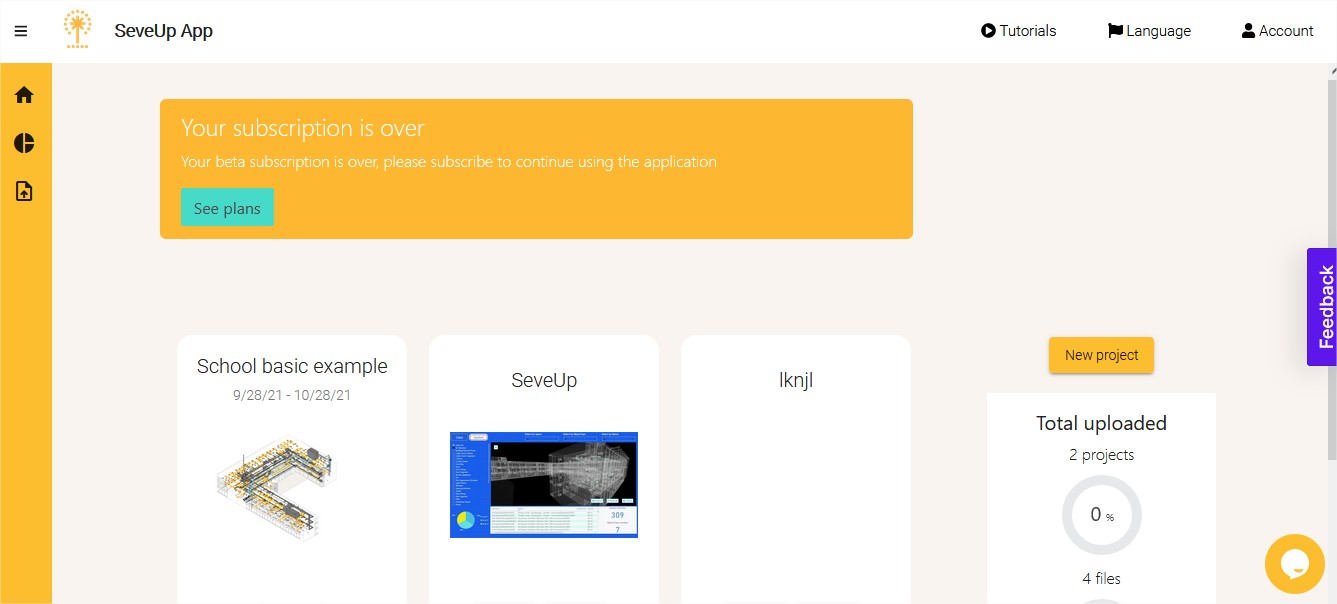 SeveUp App
Tutorials
Language
Account
Your subscription is over
Your beta subscription is over, please subscribe to continue using the application
See plans
Feedback
School basic example
9/28/21 - 10/28/21
SeveUp
309
7
lknjl
New project
Total uploaded
2 projects
0 %
4 files